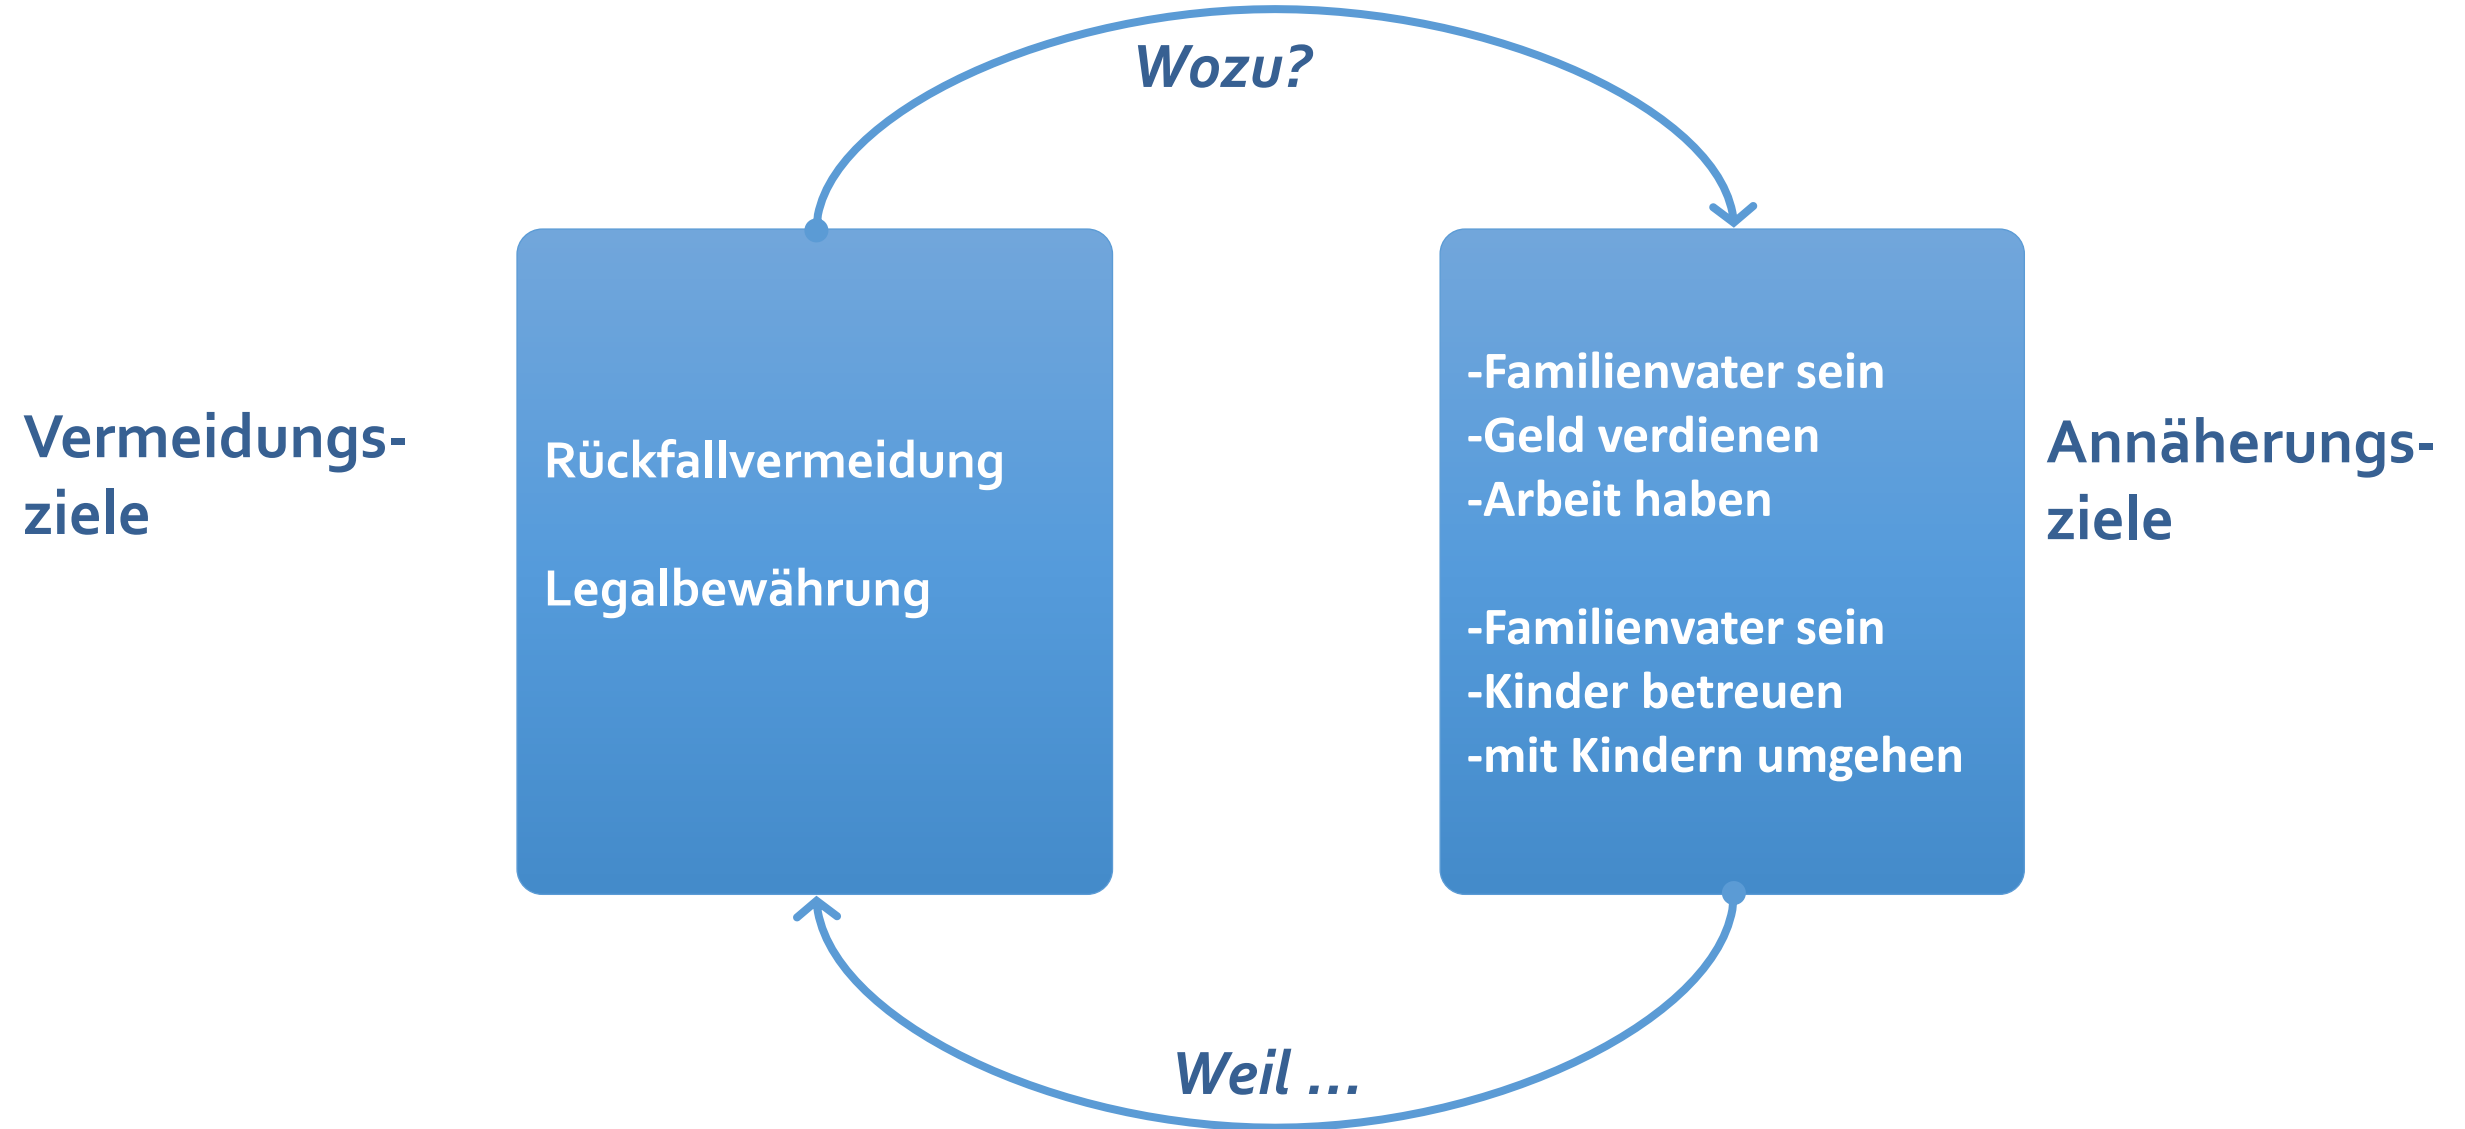 Wozu?
Vermeidungs-
ziele
Rückfallvermeidung
Legalbewährung
-Familienvater sein
-Geld verdienen
-Arbeit haben
-Familienvater sein
-Kinder betreuen
-mit Kindern umgehen
Annäherungs-
ziele
Weil ...